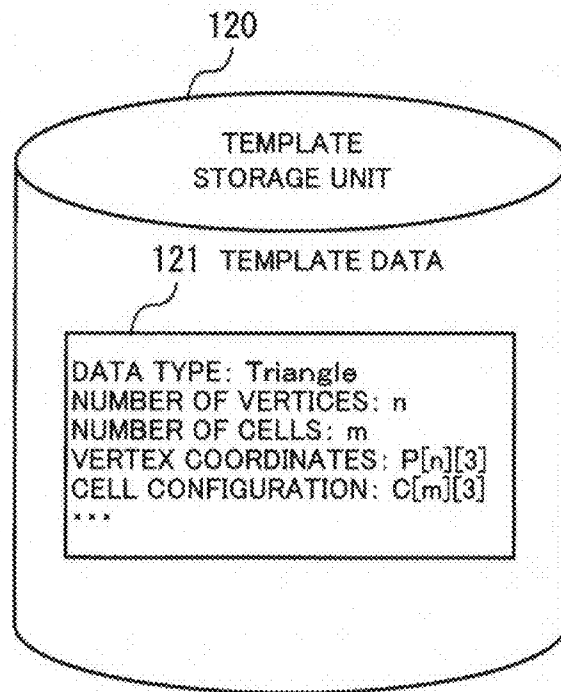 120
TEMPLATE
STORAGE UNIT
121 TEMPLATE DATA
DATA TYPE: Triangle
NUMBER OF VERTICES: n
NUMBER OF CELLS: m
VERTEX COORDINATES: P[n][3]
CELL CONFIGURATION: C[m][3]
...